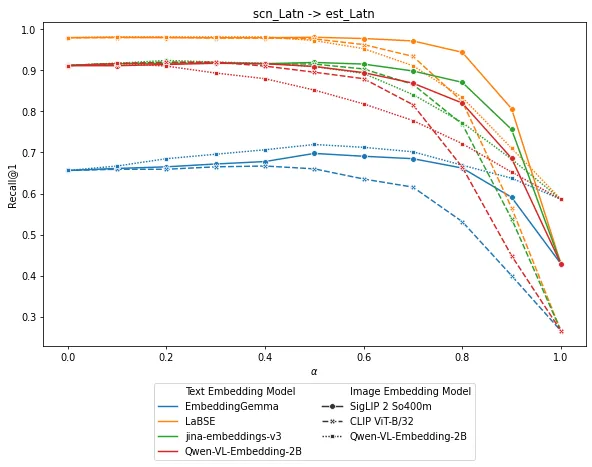 scn_Latn -> est_Latn
Recall@1
1.0
0.9
0.8
0.7
0.6
0.5
0.4
0.3
0.0 0.2 0.4 0.6 0.8 1.0
α
Text Embedding Model
EmbeddingGemma
LaBSE
jina-embeddings-v3
Qwen-VL-Embedding-2B
Image Embedding Model
SigLIP 2 So400m
CLIP ViT-B/32
Qwen-VL-Embedding-2B